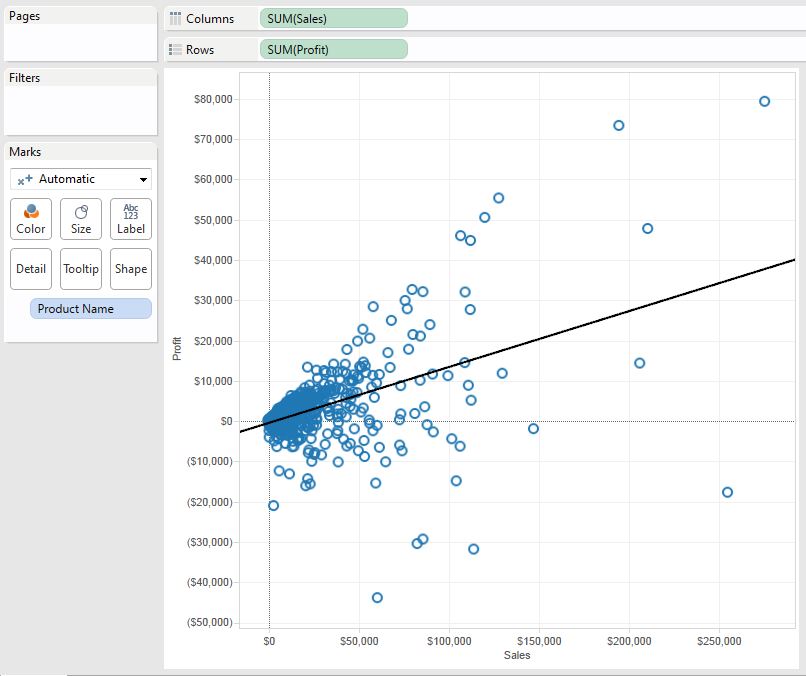 Pages
Columns
SUM(Sales)
Rows
SUM(Profit)
Filters
Marks
Automatic
Color
Size
Abc
123
Label
Detail
Tooltip
Shape
Product Name
Profit
$80,000
$70,000
$60,000
$50,000
$40,000
$30,000
$20,000
$10,000
$0
($10,000)
($20,000)
($30,000)
($40,000)
($50,000)
$0 $50,000 $100,000 $150,000 $200,000 $250,000
Sales